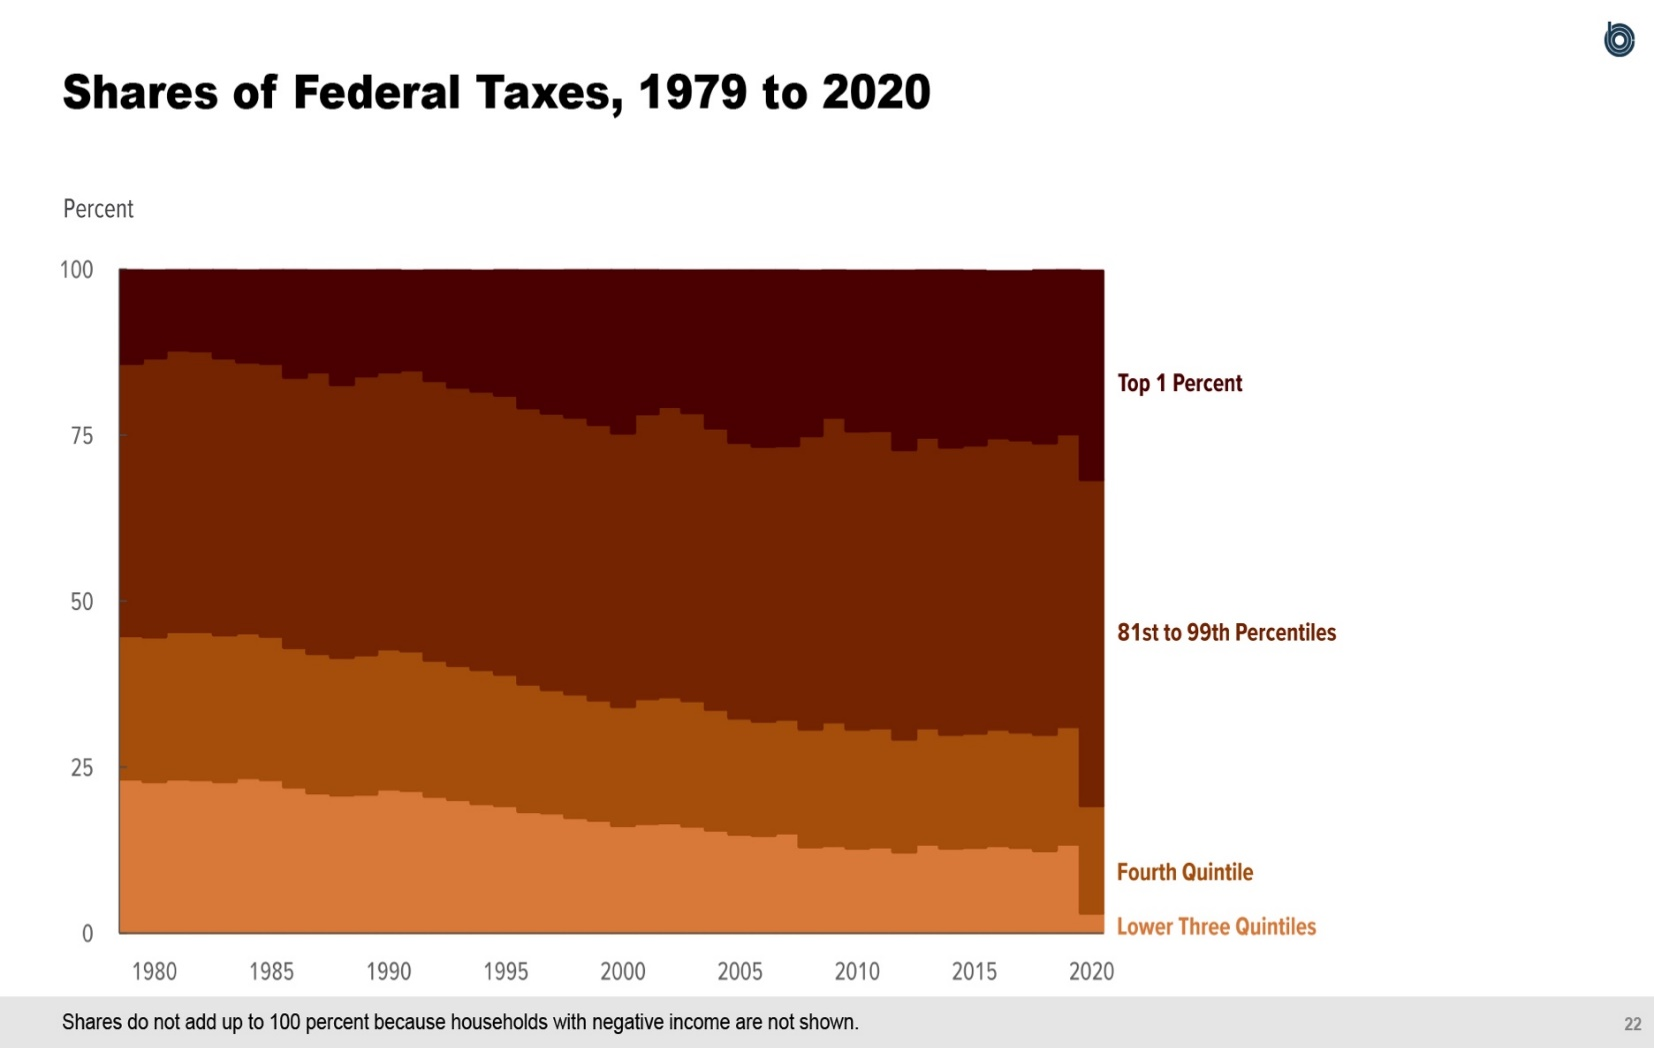 Shares of Federal Taxes, 1979 to 2020
Percent
100
75
50
25
0
Top 1 Percent
81st to 99th Percentiles
Fourth Quintile
Lower Three Quintiles
1980 1985 1990 1995 2000 2005 2010 2015 2020
Shares do not add up to 100 percent because households with negative income are not shown.
22